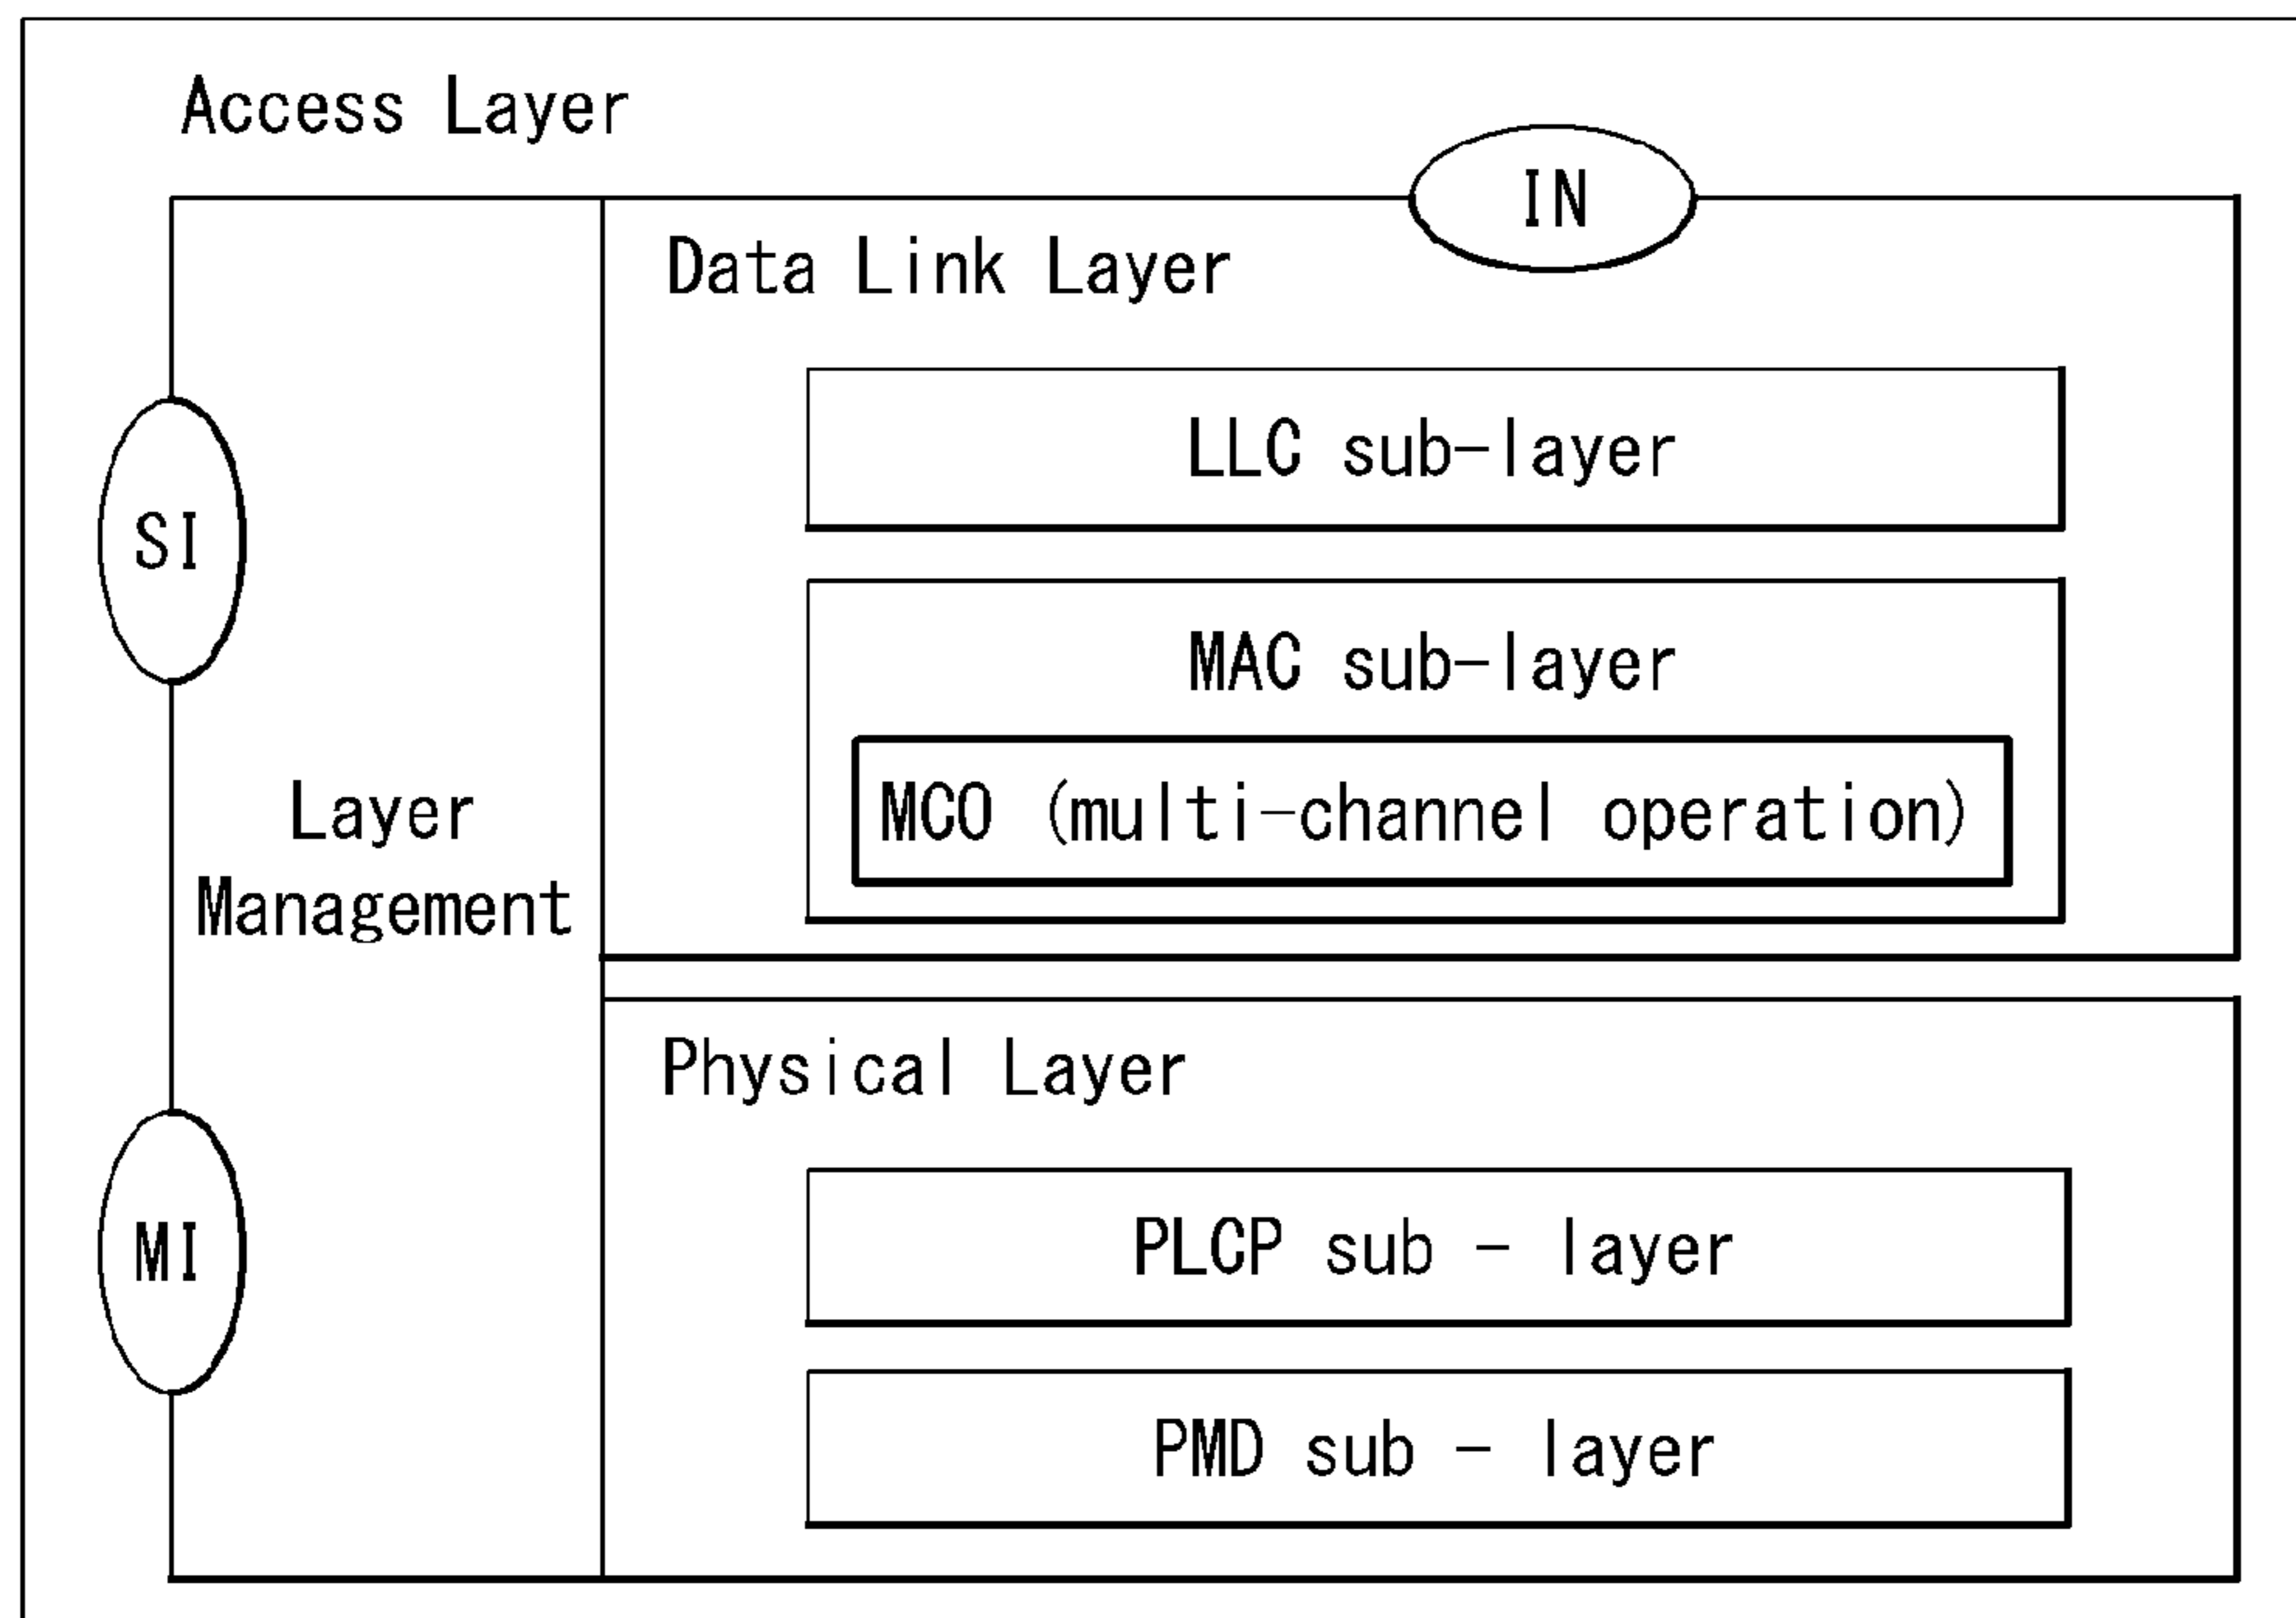 Access Layer
IN
Data Link Layer
LLC sub-layer
SI
MAC sub-layer
MCO (multi-channel operation)
Layer
Management
Physical Layer
MI
PLCP sub - layer
PMD sub - layer